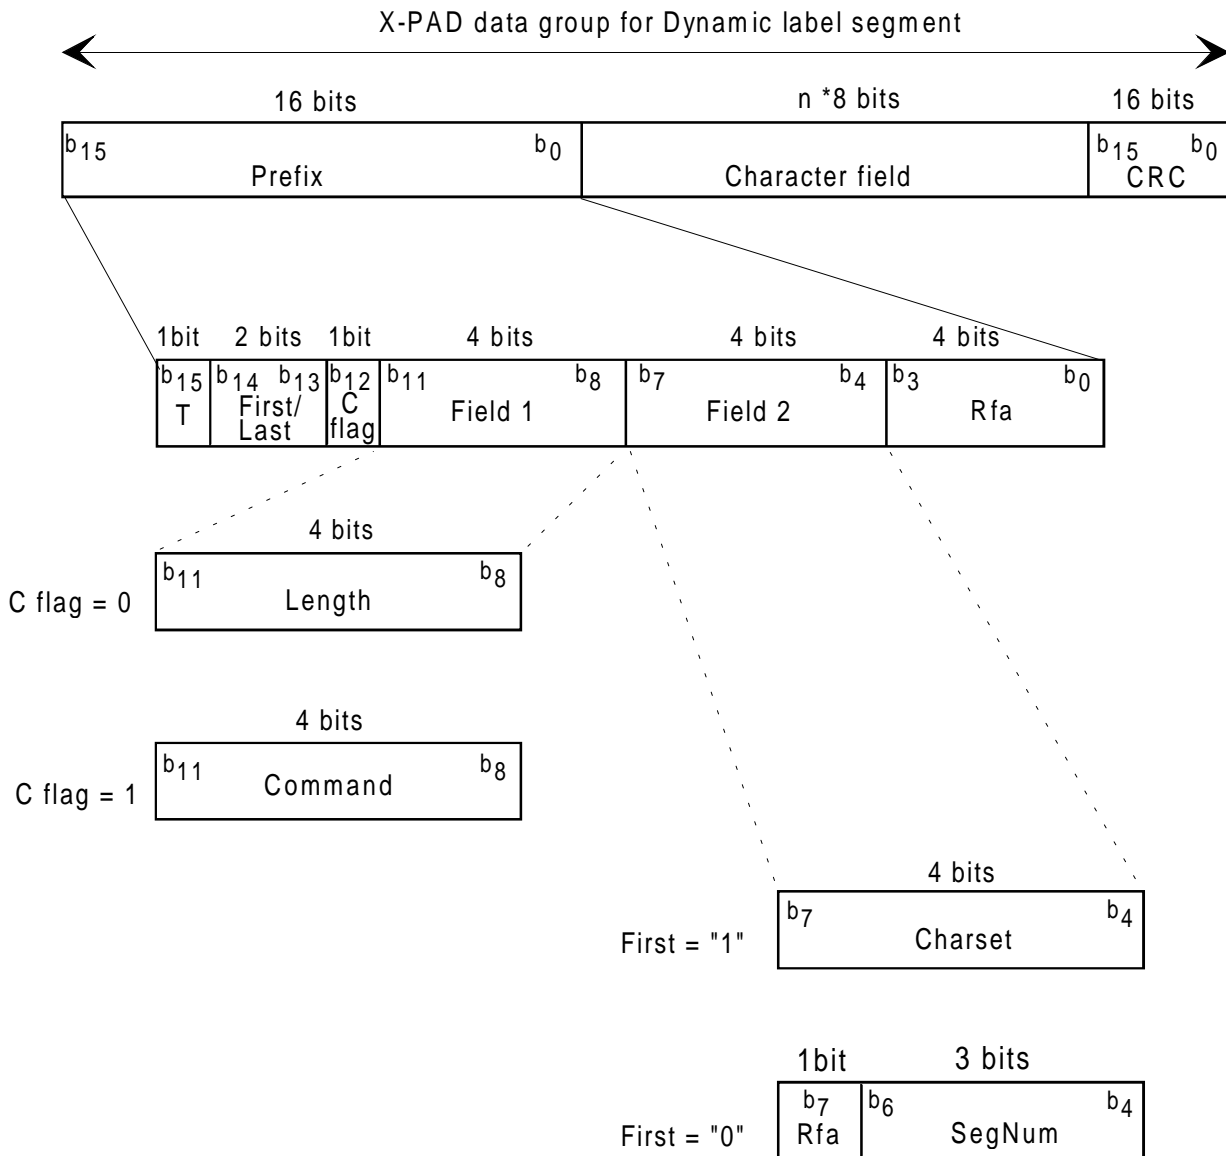 X-PAD data group for Dynamic label segment
16 bits n *8 bits 16 bits
b15 b0 b15 b0
Prefix Character field CRC
1bit 2 bits 1bit 4 bits 4 bits 4 bits
b15 b14 b13 b12 b11 b8 b7 b4 b3 b0
T First/ Last C flag Field 1 Field 2 Rfa
4 bits
b11 b8
C flag = 0 Length
4 bits
b11 b8
C flag = 1 Command
4 bits
b7 b4
First = "1" Charset
1bit 3 bits
b7 b6 b4
First = "0" Rfa SegNum